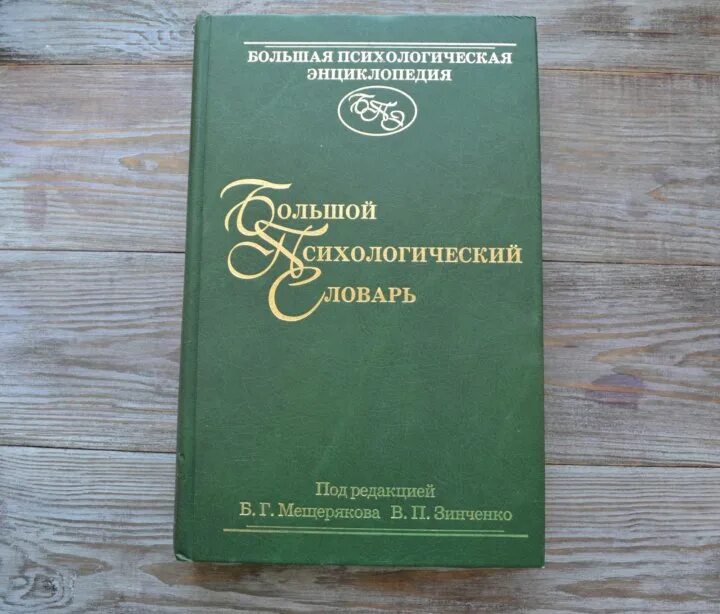 БОЛЬШАЯ ПСИХОЛОГИЧЕСКАЯ
ЭНЦИКЛОПЕДИЯ
БПЭ
БОЛЬШОЙ
ПСИХОЛОГИЧЕСКИЙ
СЛОВАРЬ
Под редакцией
Б. Г. Мещерякова В. П. Зинченко